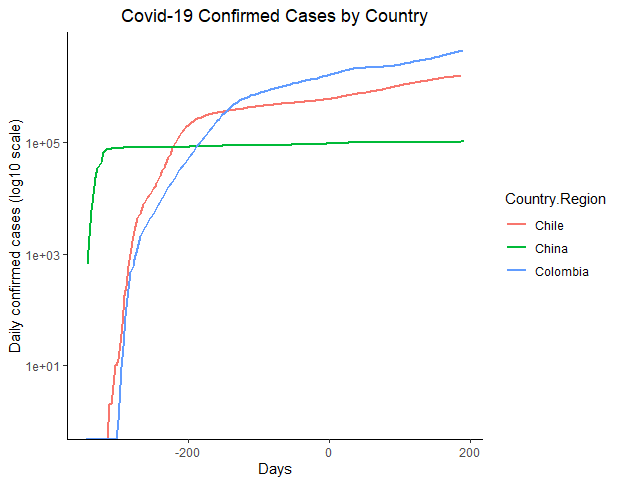 Covid-19 Confirmed Cases by Country
Daily confirmed cases (log10 scale)
1e+05
1e+03
1e+01
-200
0
200
Days
Country.Region
Chile
China
Colombia